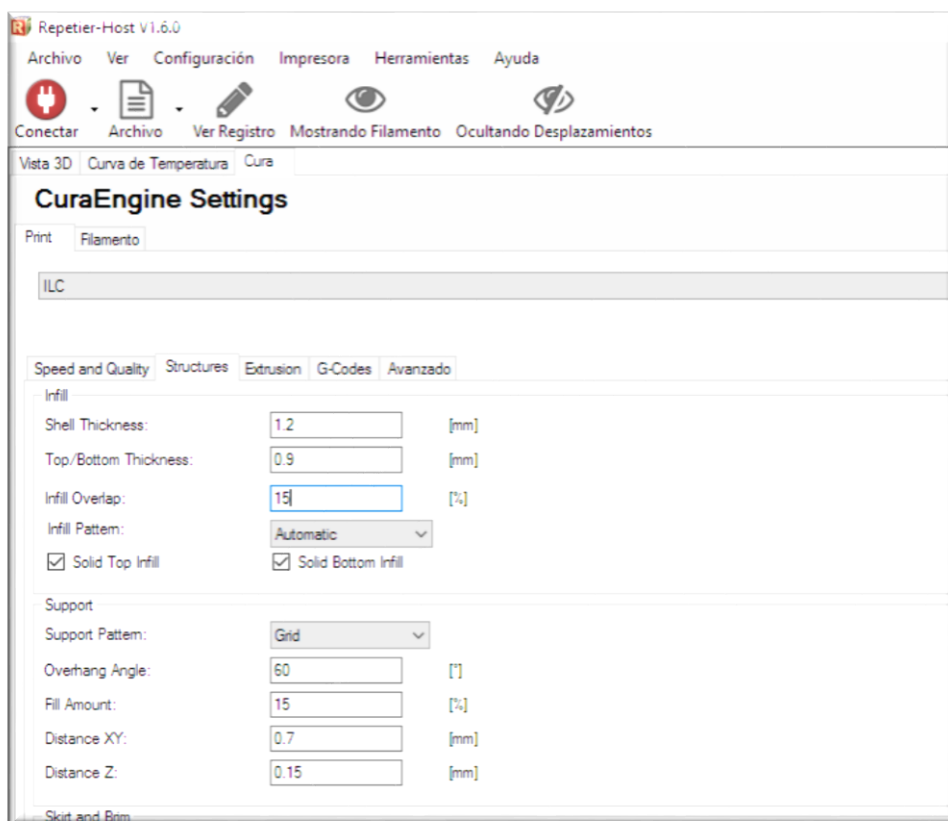 Repetier-Host V1.6.0
Archivo Ver Configuración Impresora Herramientas Ayuda
Conectar Archivo Ver Registro Mostrando Filamento Ocultando Desplazamientos
Vista 3D Curva de Temperatura Cura
CuraEngine Settings
Print Filamento
ILC
Speed and Quality Structures Extrusion G-Codes Avanzado
Infill
Shell Thickness: 1.2 [mm]
Top/Bottom Thickness: 0.9 [mm]
Infill Overlap: 15 [%]
Infill Pattern: Automatic
Solid Top Infill Solid Bottom Infill
Support
Support Pattern: Grid
Overhang Angle: 60 [°]
Fill Amount: 15 [%]
Distance XY: 0.7 [mm]
Distance Z: 0.15 [mm]
Skirt and Brim